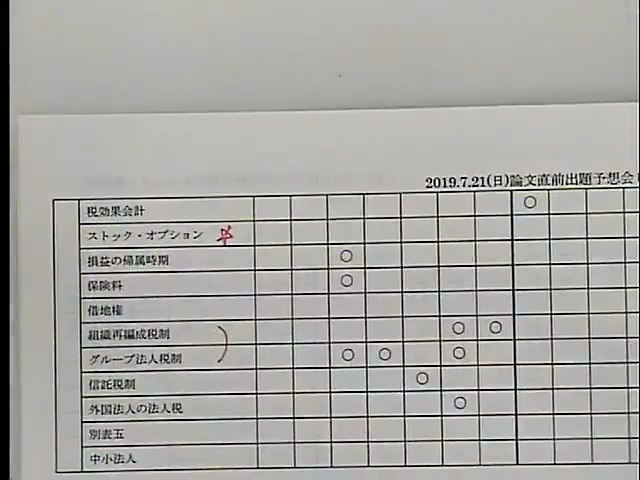 2019.7.21(日)論文直前出題予想会
税効果会計 ○
ストック・オプション ☆
損益の帰属時期 ○
保険料 ○
借地権
組織再編成税制 ○ ○
グループ法人税制 ○ ○ ○
信託税制 ○
外国法人の法人税 ○
別表五
中小法人